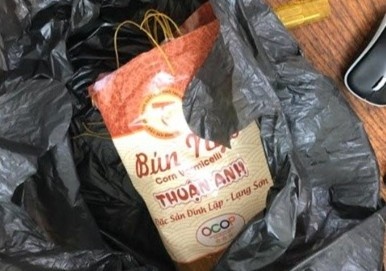 Bún
Corn Vermicelli
THUẬN ANH
Đặc Sản Đình Lập - Lạng Sơn
OCOP